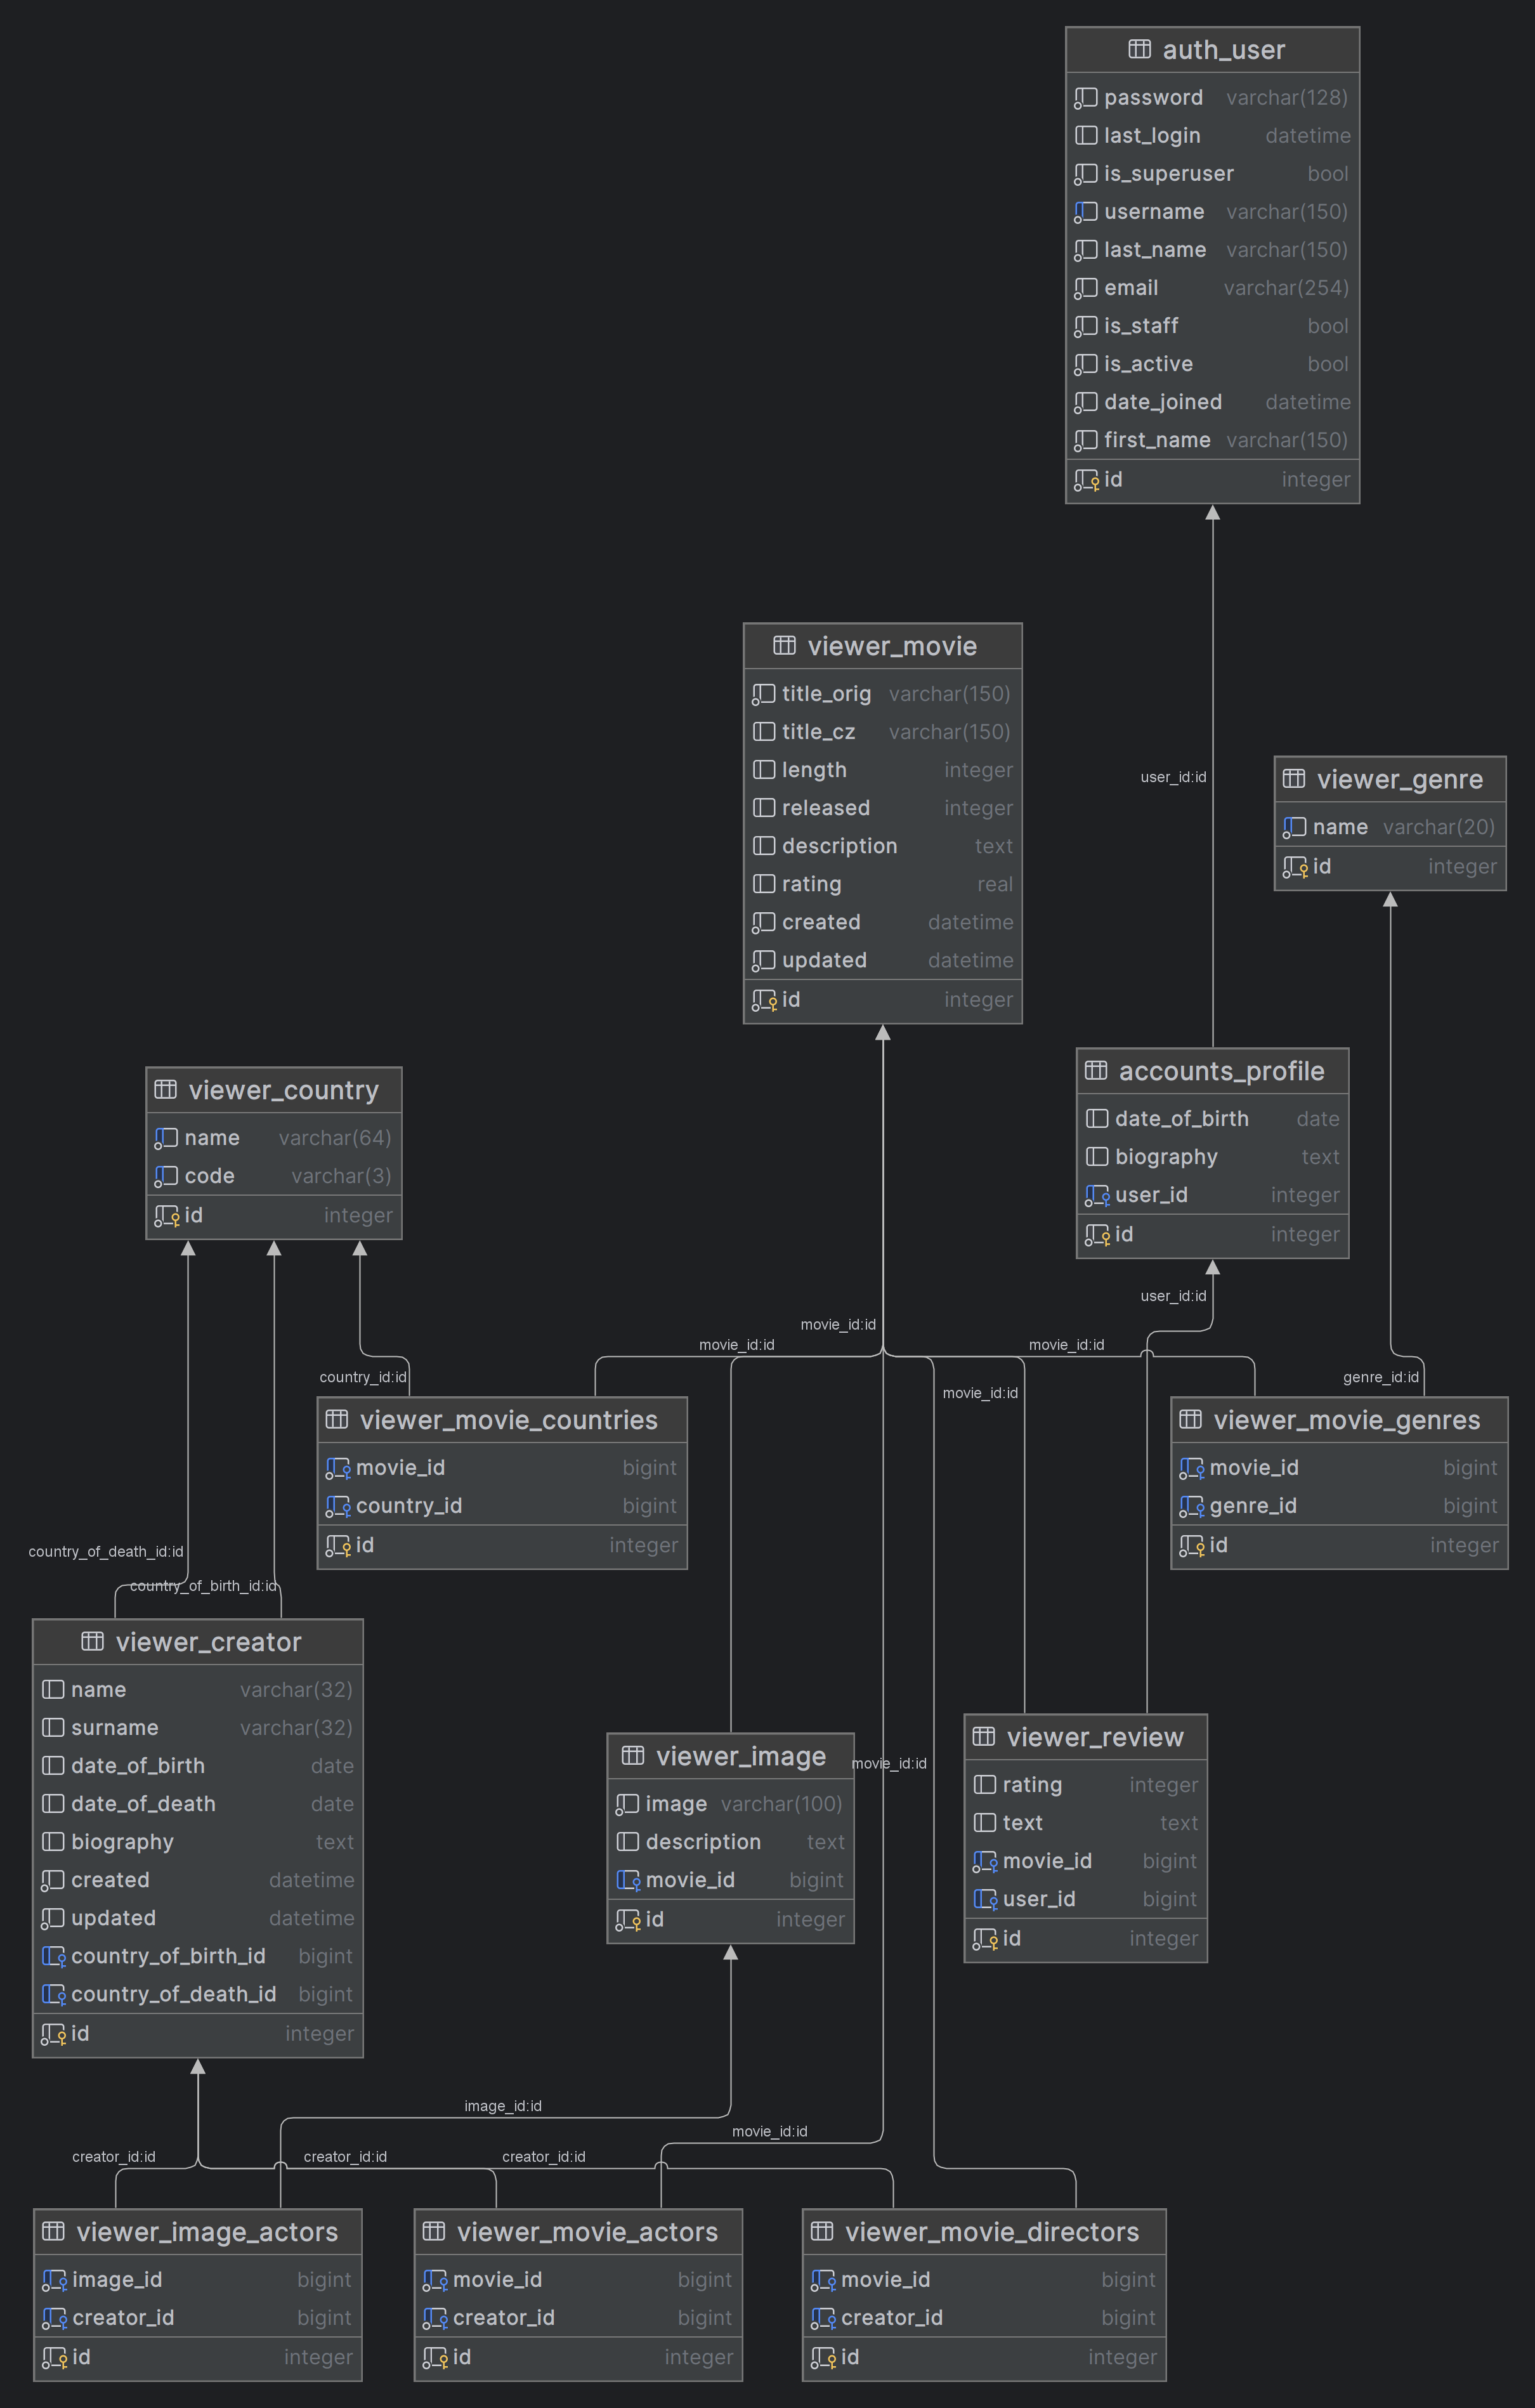 auth_user
password varchar(128)
last_login datetime
is_superuser bool
username varchar(150)
last_name varchar(150)
email varchar(254)
is_staff bool
is_active bool
date_joined datetime
first_name varchar(150)
id integer
viewer_movie
title_orig varchar(150)
title_cz varchar(150)
length integer
released integer
description text
rating real
created datetime
updated datetime
id integer
user_id:id
viewer_genre
name varchar(20)
id integer
viewer_country
name varchar(64)
code varchar(3)
id integer
accounts_profile
date_of_birth date
biography text
user_id integer
id integer
user_id:id
movie_id:id
movie_id:id
movie_id:id
country_id:id
movie_id:id
genre_id:id
viewer_movie_countries
movie_id bigint
country_id bigint
id integer
viewer_movie_genres
movie_id bigint
genre_id bigint
id integer
country_of_death_id:id
country_of_birth_id:id
viewer_creator
name varchar(32)
surname varchar(32)
date_of_birth date
date_of_death date
biography text
created datetime
updated datetime
country_of_birth_id bigint
country_of_death_id bigint
id integer
viewer_image
image varchar(100)
description text
movie_id bigint
id integer
movie_id:id
viewer_review
rating integer
text text
movie_id bigint
user_id bigint
id integer
image_id:id
movie_id:id
creator_id:id
creator_id:id
creator_id:id
viewer_image_actors
image_id bigint
creator_id bigint
id integer
viewer_movie_actors
movie_id bigint
creator_id bigint
id integer
viewer_movie_directors
movie_id bigint
creator_id bigint
id integer